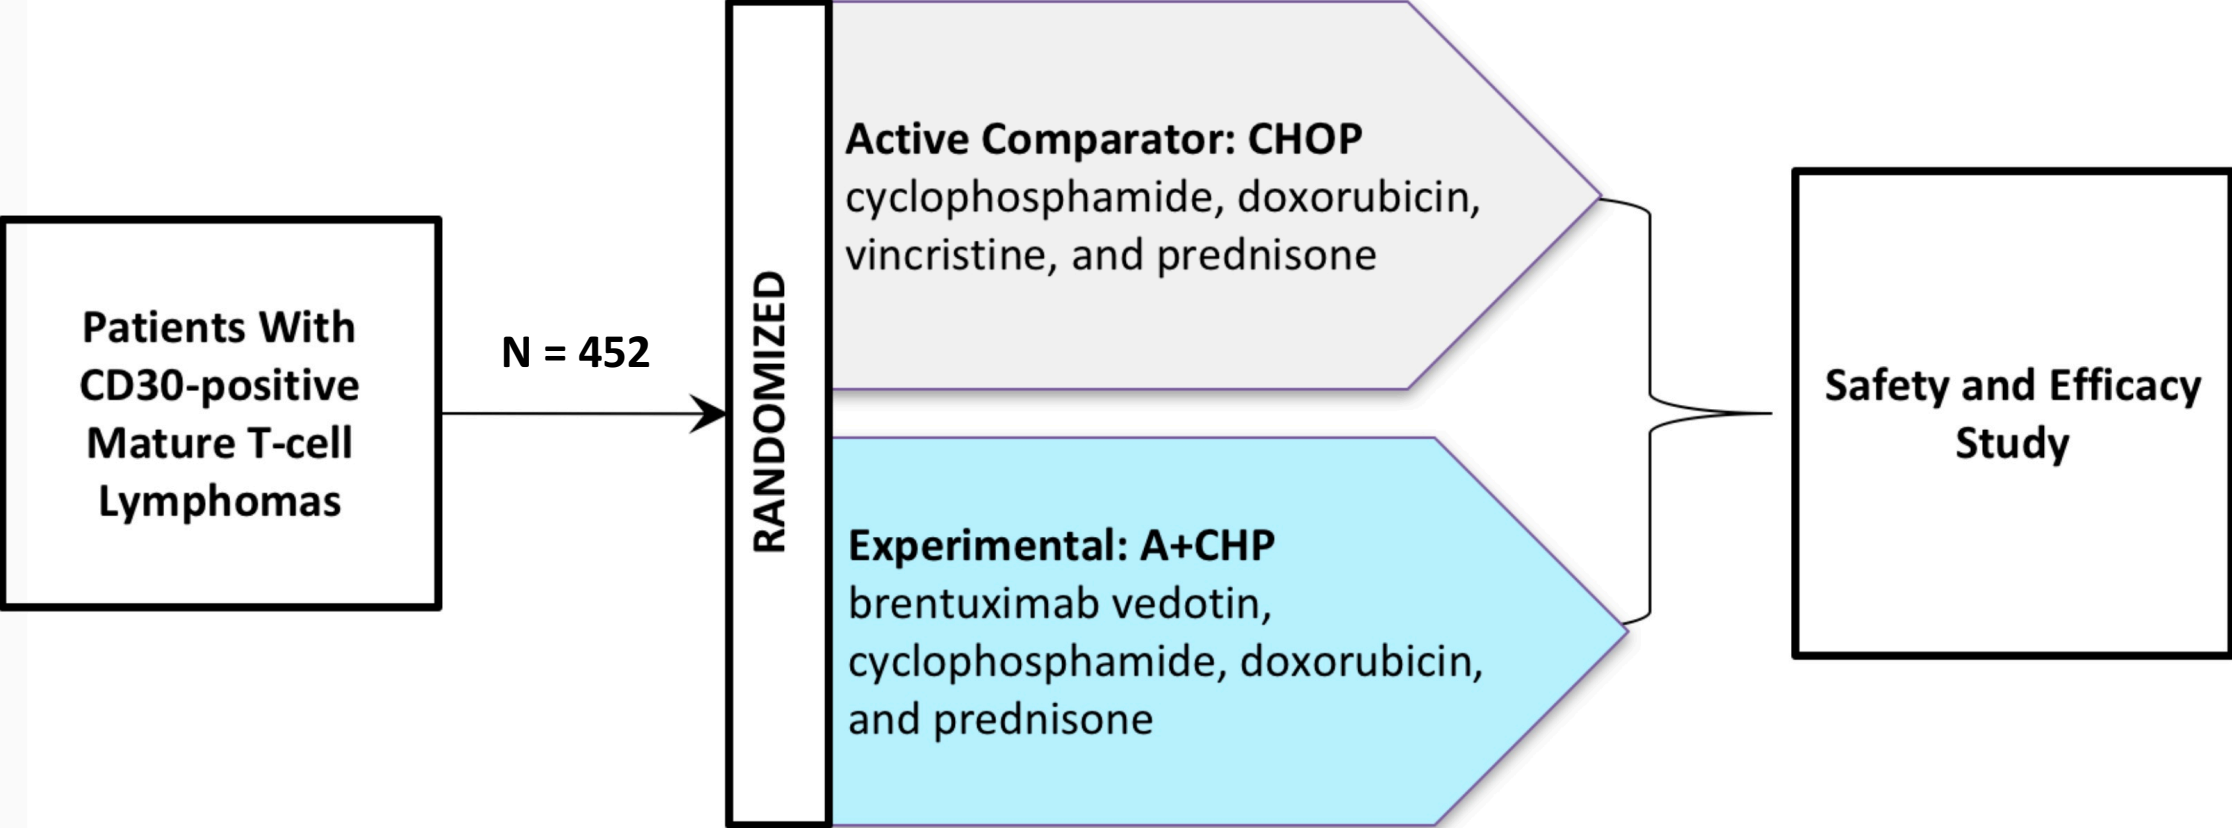 Patients With
CD30-positive
Mature T-cell
Lymphomas
N = 452
RANDOMIZED
Active Comparator: CHOP
cyclophosphamide, doxorubicin,
vincristine, and prednisone
Experimental: A+CHP
brentuximab vedotin,
cyclophosphamide, doxorubicin,
and prednisone
Safety and Efficacy
Study